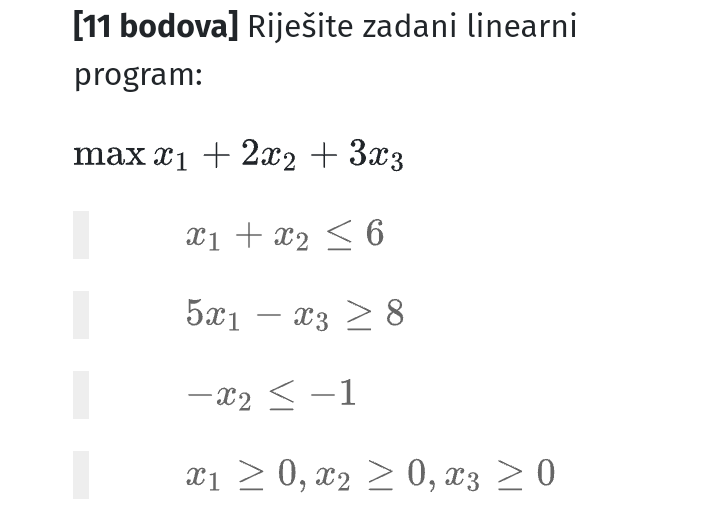 [11 bodova] Riješite zadani linearni
program:
max x₁ + 2x₂ + 3x₃
x₁ + x₂ ≤ 6
5x₁ − x₃ ≥ 8
−x₂ ≤ −1
x₁ ≥ 0, x₂ ≥ 0, x₃ ≥ 0